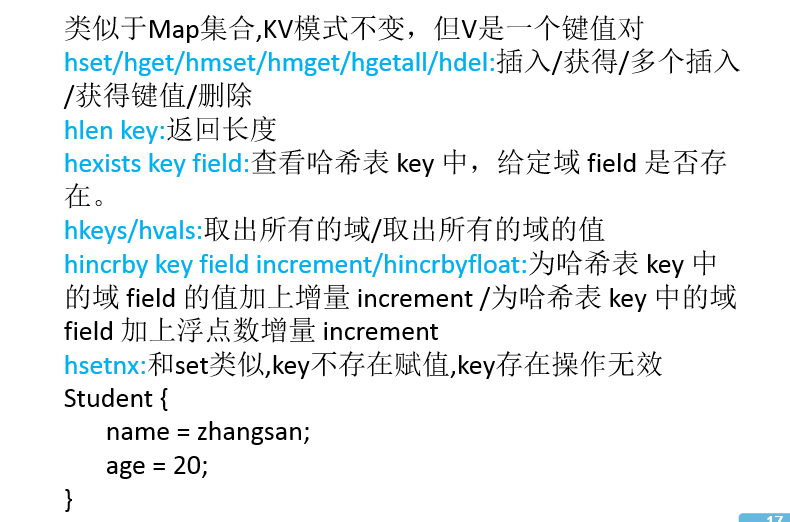 类似于Map集合,KV模式不变，但V是一个键值对
hset/hget/hmset/hmget/hgetall/hdel:插入/获得/多个插入
/获得键值/删除
hlen key:返回长度
hexists key field:查看哈希表 key 中，给定域 field 是否存
在。
hkeys/hvals:取出所有的域/取出所有的域的值
hincrby key field increment/hincrbyfloat:为哈希表 key 中
的域 field 的值加上增量 increment /为哈希表 key 中的域
field 加上浮点数增量 increment
hsetnx:和set类似,key不存在赋值,key存在操作无效
Student {
name = zhangsan;
age = 20;
}
17